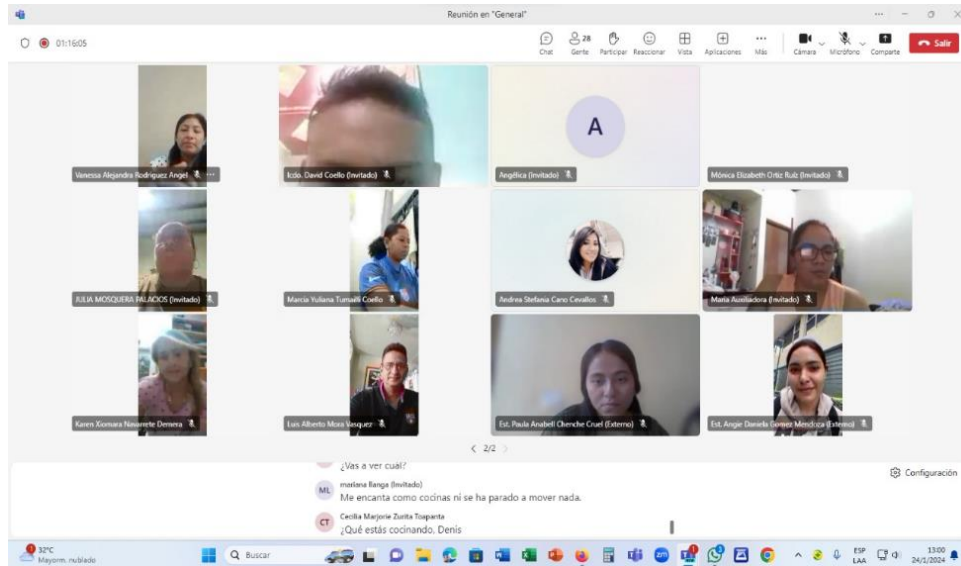 Reunión en "General"
01:16:05
Chat
28
Gente
Participar
Reaccionar
Vista
Aplicaciones
Más
Cámara
Micrófono
Comparte
Salir
Vanessa Alejandra Rodriguez Angel
lcdo. David Coello (Invitado)
A
Angélica (Invitado)
Mónica Elizabeth Ortiz Ruíz (Invitado)
JULIA MOSQUERA PALACIOS (Invitado)
Marcia Yuliana Tumailli Coello
Andrea Stefania Cano Cevallos
María Auxiliadora (Invitado)
Karen Xiomara Navarrete Demera
Luis Alberto Mora Vasquez
Est. Paula Anabell Chenche Cruel (Externo)
Est. Angie Daniela Gomez Mendoza (Externo)
2/2
¿Vas a ver cuál?
Configuración
ML
mariana llanga (Invitado)
Me encanta como cocinas ni se ha parado a mover nada.
CT
Cecilia Marjorie Zurita Toapanta
¿Qué estás cocinando, Denis
32°C
Mayorm. nublado
Buscar
ESP
LAA
13:00
24/1/2024